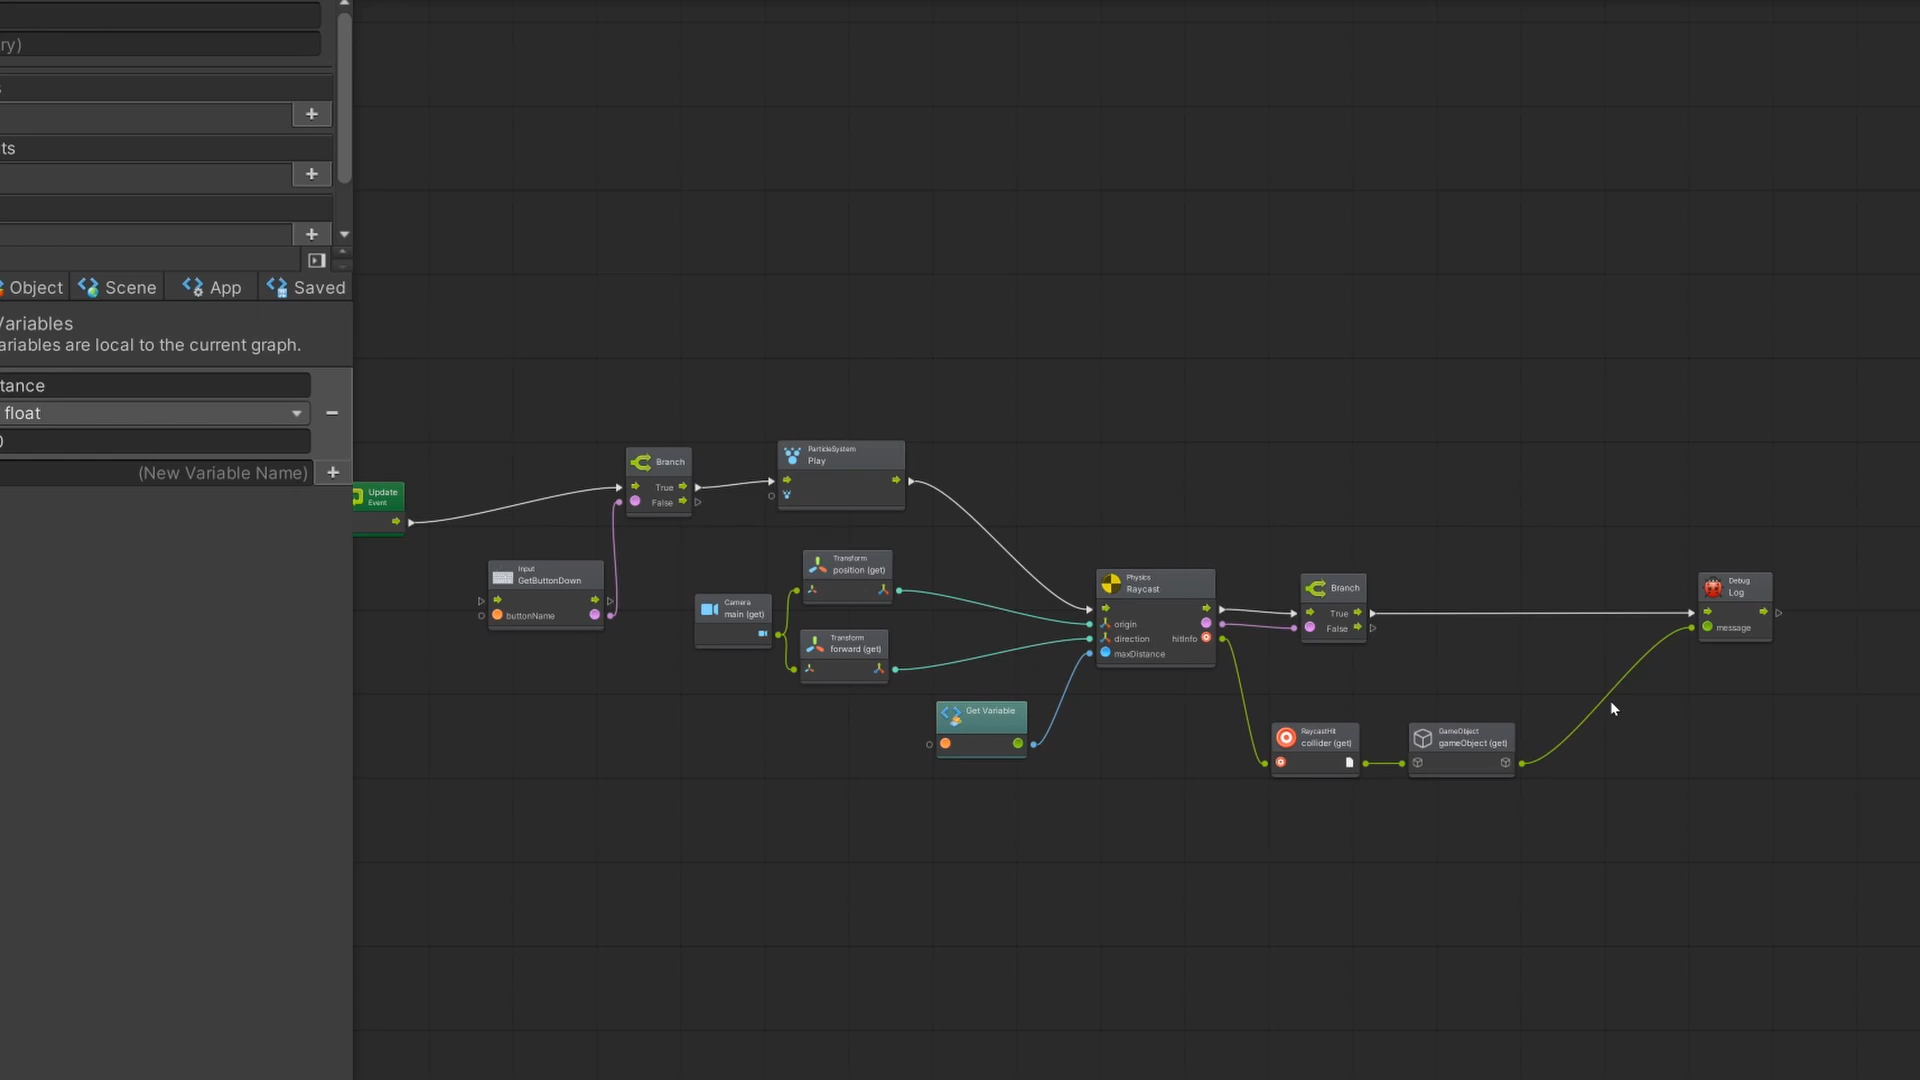 ry)
s
ts
Object Scene App Saved
Variables
ariables are local to the current graph.
tance
float
0
(New Variable Name)
Update
Event
Branch
True
False
ParticleSystem
Play
Input
GetButtonDown
buttonName
Camera
main (get)
Transform
position (get)
Transform
forward (get)
Get Variable
Physics
Raycast
origin
direction hitInfo
maxDistance
Branch
True
False
RaycastHit
collider (get)
GameObject
gameObject (get)
Debug
Log
message